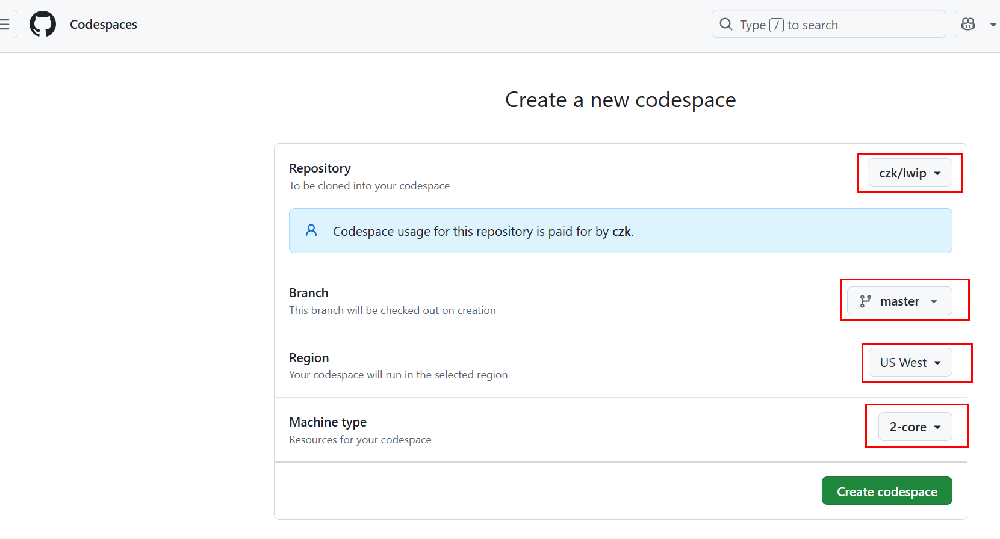 Codespaces
Type / to search
Create a new codespace
Repository
czk/lwip
To be cloned into your codespace
Codespace usage for this repository is paid for by czk.
Branch
master
This branch will be checked out on creation
Region
US West
Your codespace will run in the selected region
Machine type
2-core
Resources for your codespace
Create codespace